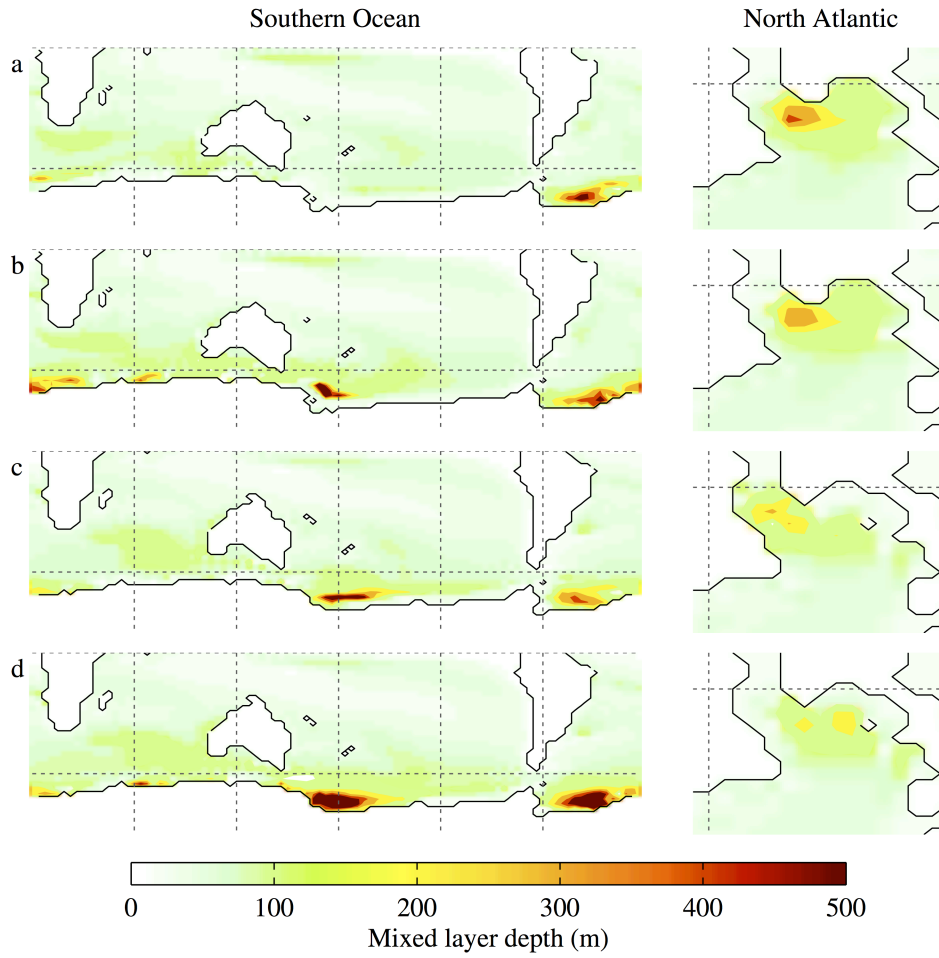 Southern Ocean
North Atlantic
a
b
c
d
0 100 200 300 400 500
Mixed layer depth (m)